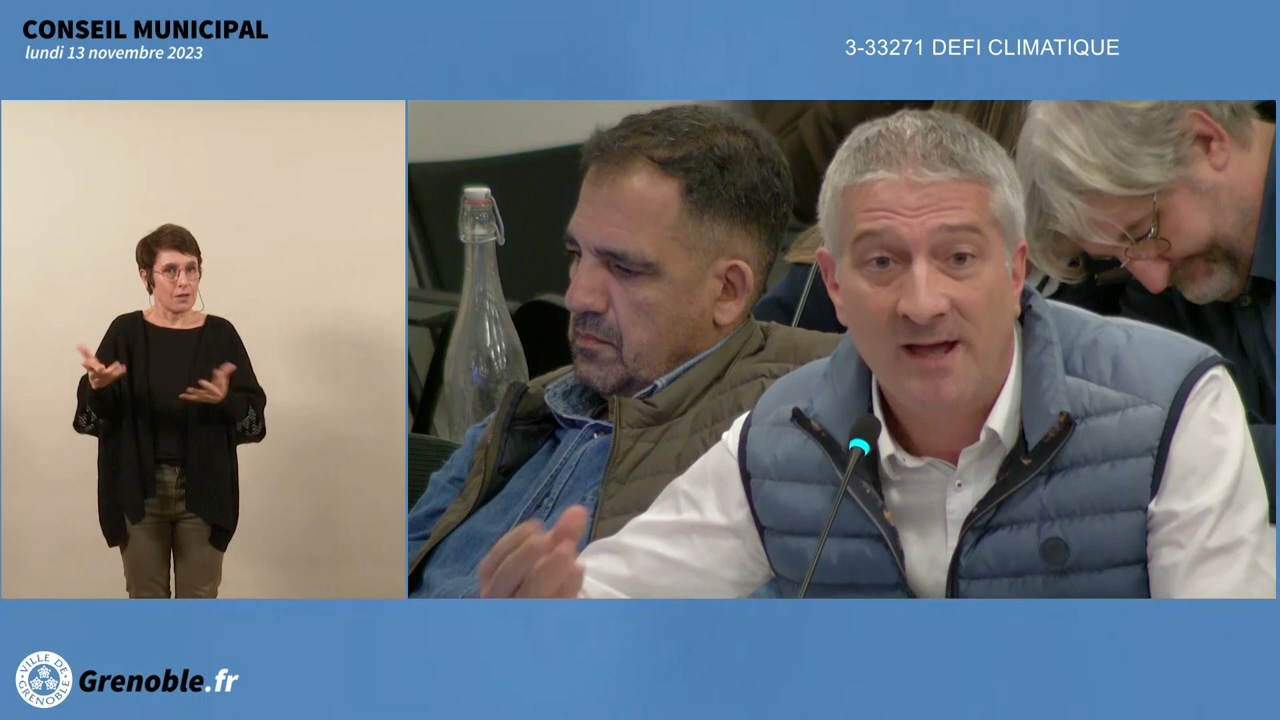 CONSEIL MUNICIPAL
lundi 13 novembre 2023
3-33271 DEFI CLIMATIQUE
VILLE DE GRENOBLE
Grenoble.fr